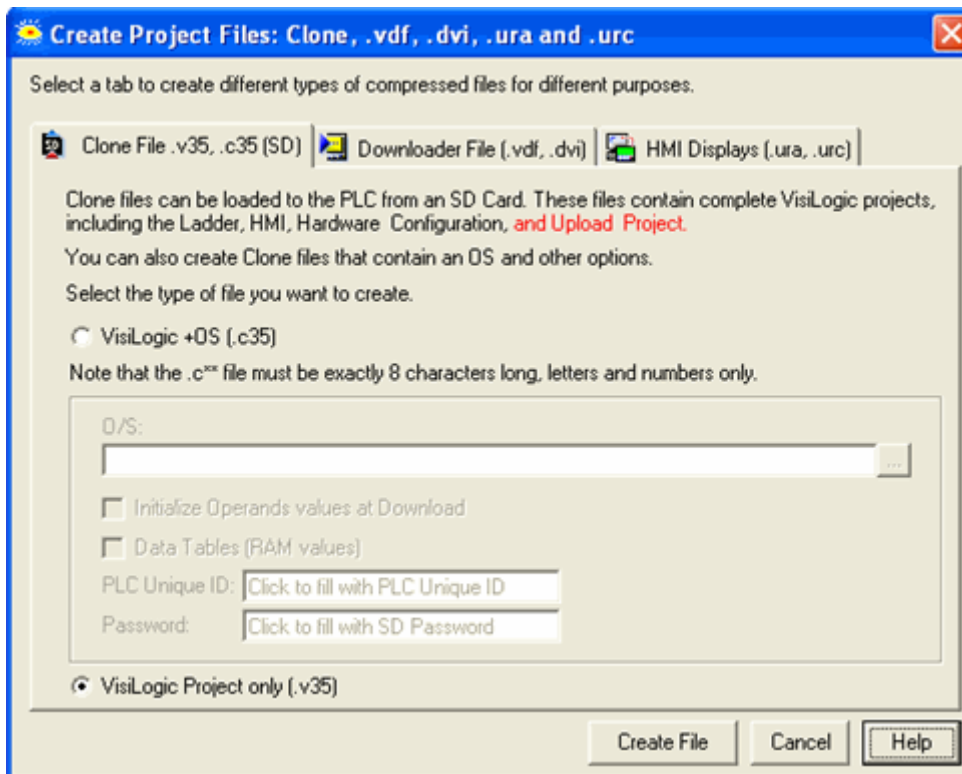 Create Project Files: Clone, .vdf, .dvi, .ura and .urc
Select a tab to create different types of compressed files for different purposes.
Clone File .v35, .c35 (SD)
Downloader File (.vdf, .dvi)
HMI Displays (.ura, .urc)
Clone files can be loaded to the PLC from an SD Card. These files contain complete VisiLogic projects,
including the Ladder, HMI, Hardware Configuration, and Upload Project.
You can also create Clone files that contain an OS and other options.
Select the type of file you want to create.
VisiLogic +OS (.c35)
Note that the .c** file must be exactly 8 characters long, letters and numbers only.
O/S:
...
Initialize Operands values at Download
Data Tables (RAM values)
PLC Unique ID: Click to fill with PLC Unique ID
Password: Click to fill with SD Password
VisiLogic Project only (.v35)
Create File
Cancel
Help